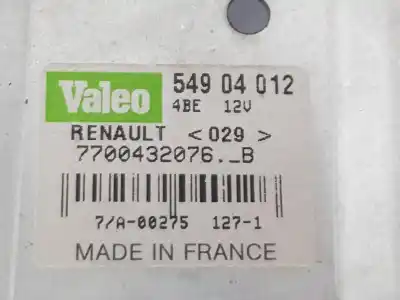 Valeo 549 04 012
4BE 12V
RENAULT <029>
7700432076._B
7/A-00275 127-1
MADE IN FRANCE